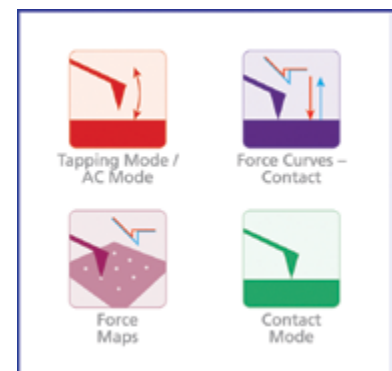 Tapping Mode /
AC Mode
Force Curves –
Contact
Force
Maps
Contact
Mode